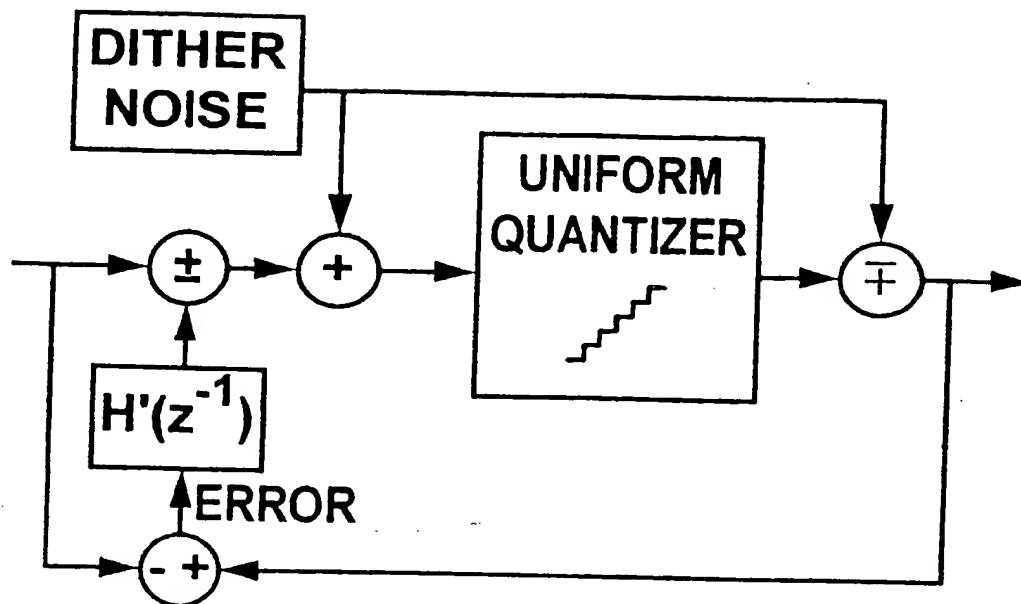 DITHER
NOISE
UNIFORM
QUANTIZER
±
+
∓
H'(z⁻¹)
ERROR
- +